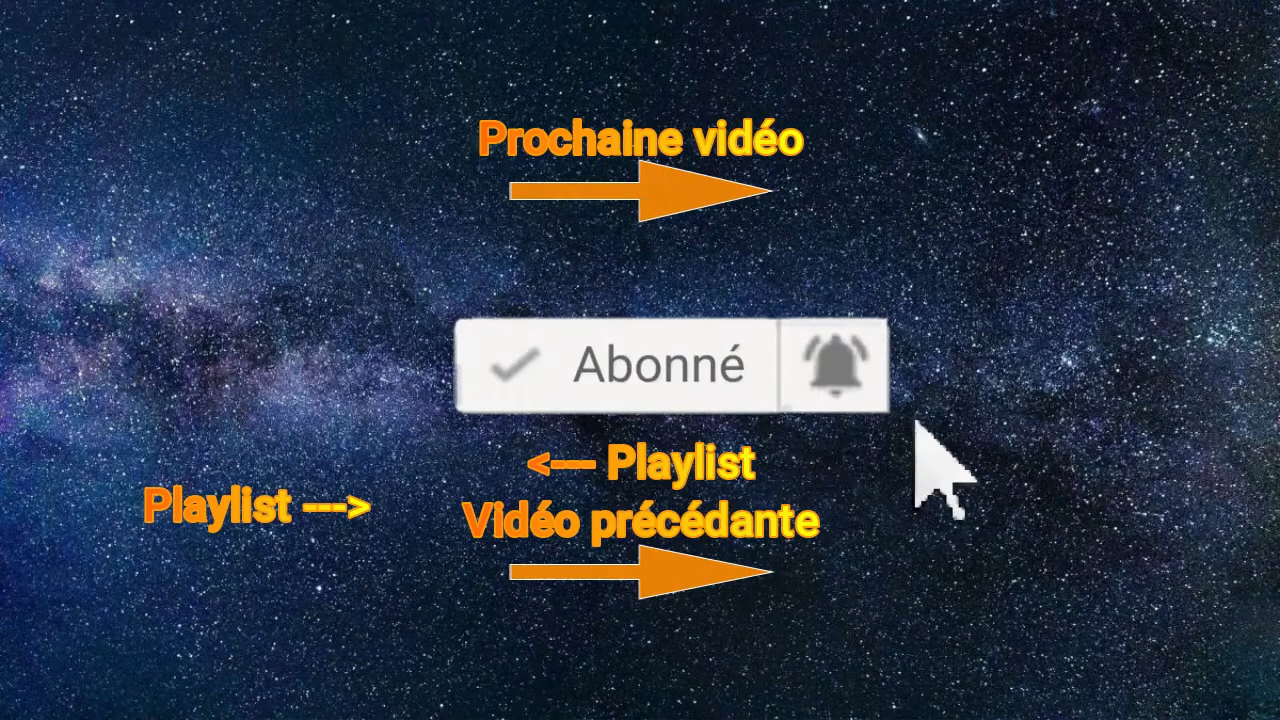 Prochaine vidéo
Abonné
<--- Playlist
Playlist --->
Vidéo précédante